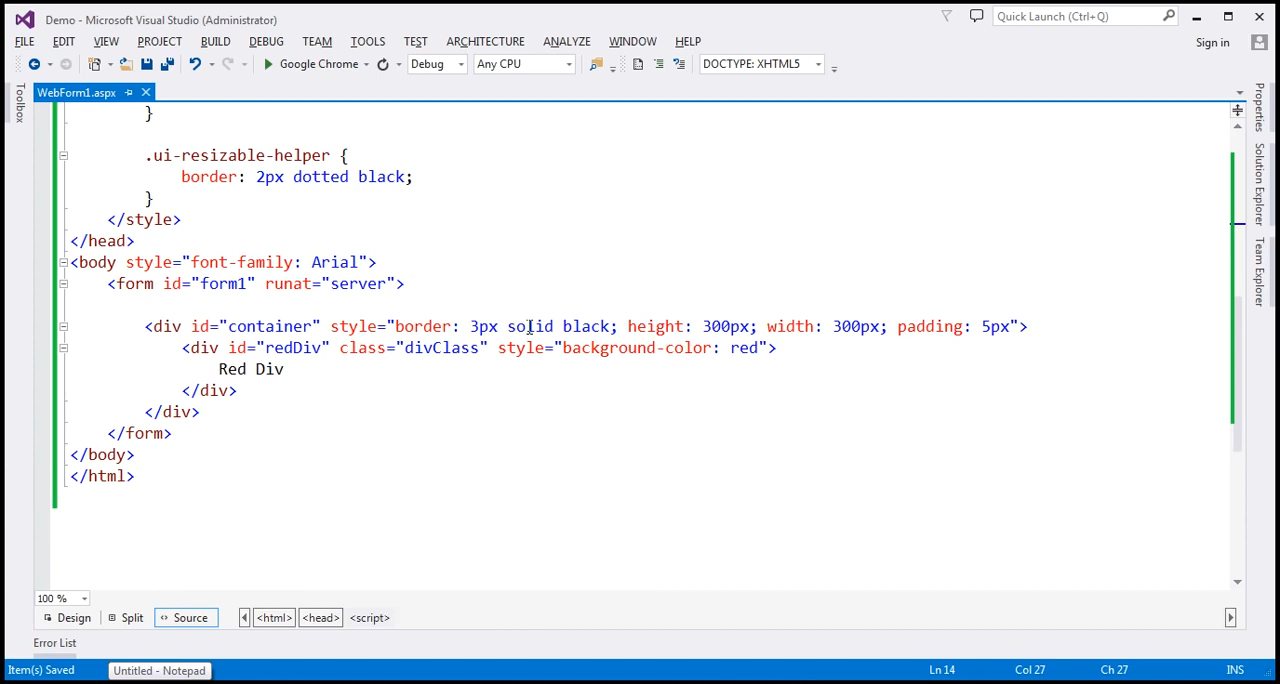 Demo - Microsoft Visual Studio (Administrator)
Quick Launch (Ctrl+Q)
FILE EDIT VIEW PROJECT BUILD DEBUG TEAM TOOLS TEST ARCHITECTURE ANALYZE WINDOW HELP
Sign in
Google Chrome Debug Any CPU DOCTYPE: XHTML5
WebForm1.aspx
Toolbox
Properties
Solution Explorer
Team Explorer
}
.ui-resizable-helper {
border: 2px dotted black;
}
</style>
</head>
<body style="font-family: Arial">
<form id="form1" runat="server">
<div id="container" style="border: 3px solid black; height: 300px; width: 300px; padding: 5px">
<div id="redDiv" class="divClass" style="background-color: red">
Red Div
</div>
</div>
</form>
</body>
</html>
100 %
Design Split Source <html> <head> <script>
Error List
Item(s) Saved Untitled - Notepad Ln 14 Col 27 Ch 27 INS